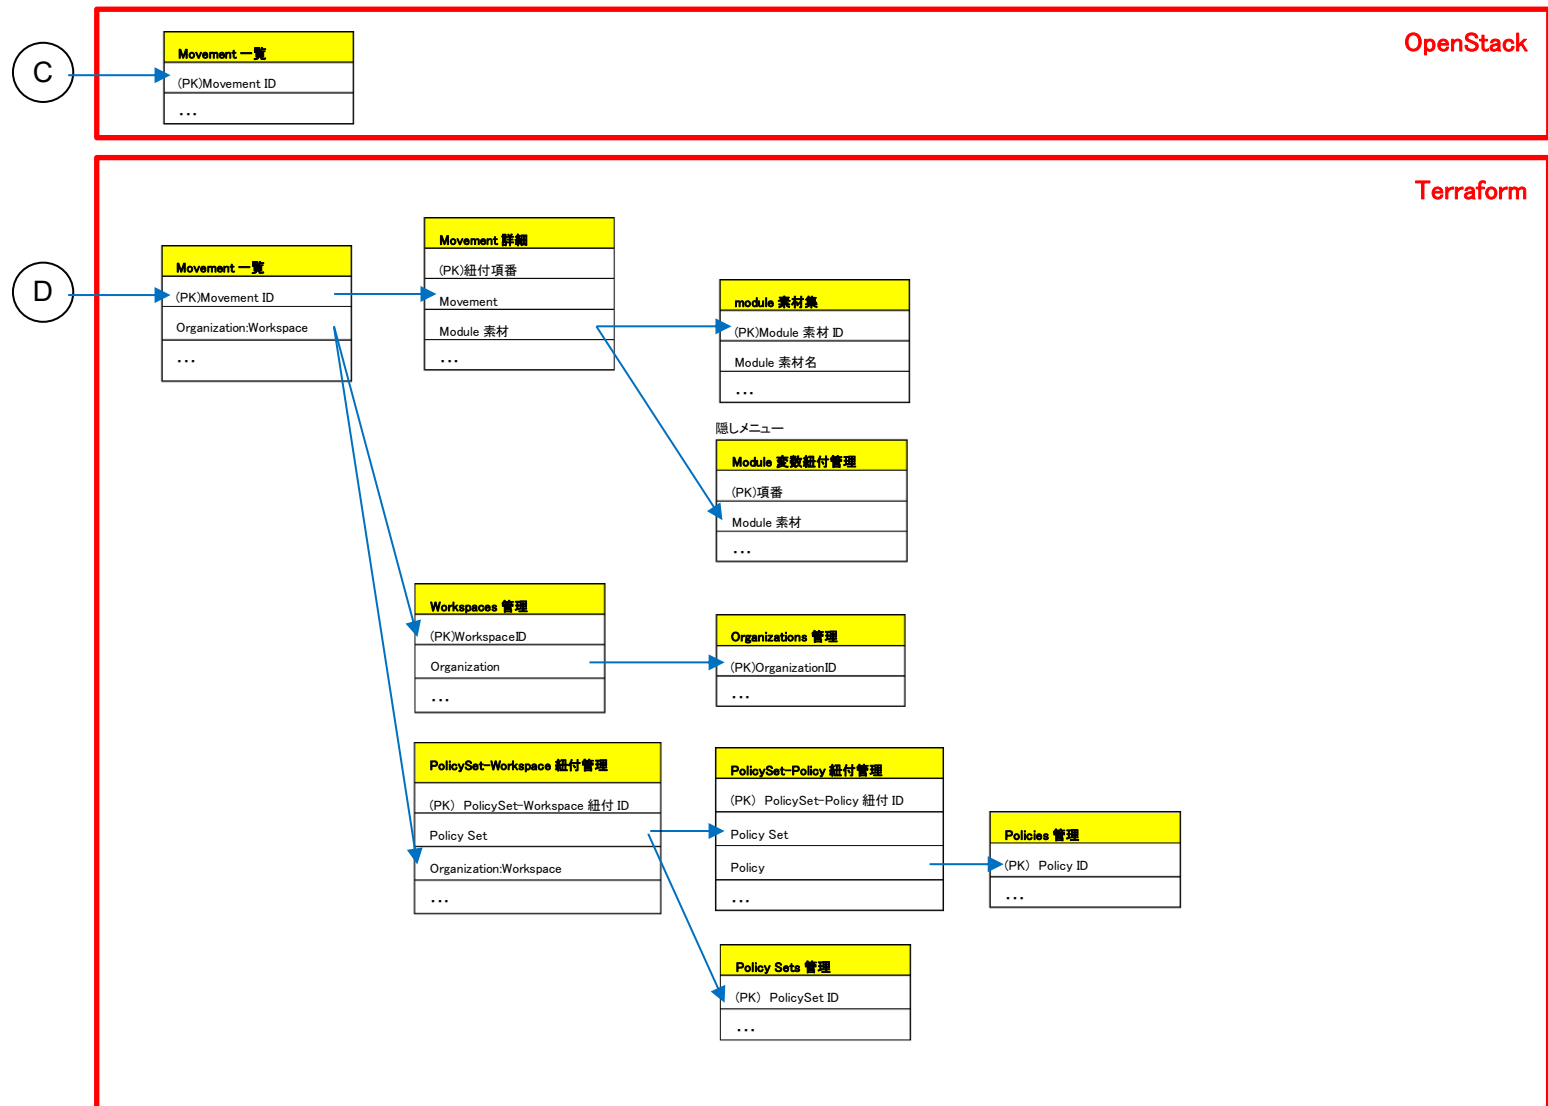 OpenStack
C
Movement 一覧
(PK)Movement ID
...
Terraform
D
Movement 一覧
(PK)Movement ID
Organization:Workspace
...
Movement 詳細
(PK)紐付項番
Movement
Module 素材
...
module 素材集
(PK)Module 素材 ID
Module 素材名
...
隠しメニュー
Module 変数紐付管理
(PK)項番
Module 素材
...
Workspaces 管理
(PK)WorkspaceID
Organization
...
Organizations 管理
(PK)OrganizationID
...
PolicySet-Workspace 紐付管理
(PK) PolicySet-Workspace 紐付 ID
Policy Set
Organization:Workspace
...
PolicySet-Policy 紐付管理
(PK) PolicySet-Policy 紐付 ID
Policy Set
Policy
...
Policies 管理
(PK) Policy ID
...
Policy Sets 管理
(PK) PolicySet ID
...